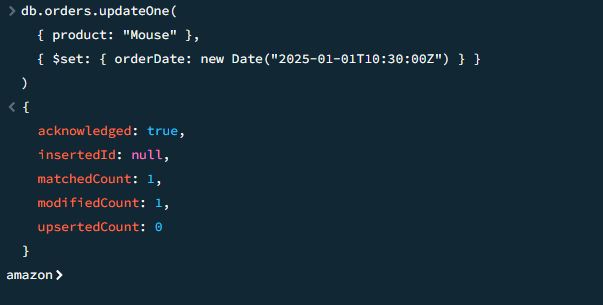 > db.orders.updateOne(
{ product: "Mouse" },
{ $set: { orderDate: new Date("2025-01-01T10:30:00Z") } }
)
< {
acknowledged: true,
insertedId: null,
matchedCount: 1,
modifiedCount: 1,
upsertedCount: 0
}
amazon>